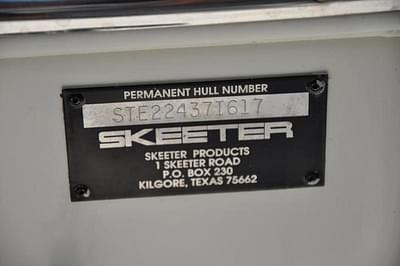 PERMANENT HULL NUMBER
STE22437I617
SKEETER
SKEETER PRODUCTS
1 SKEETER ROAD
P.O. BOX 230
KILGORE, TEXAS 75662